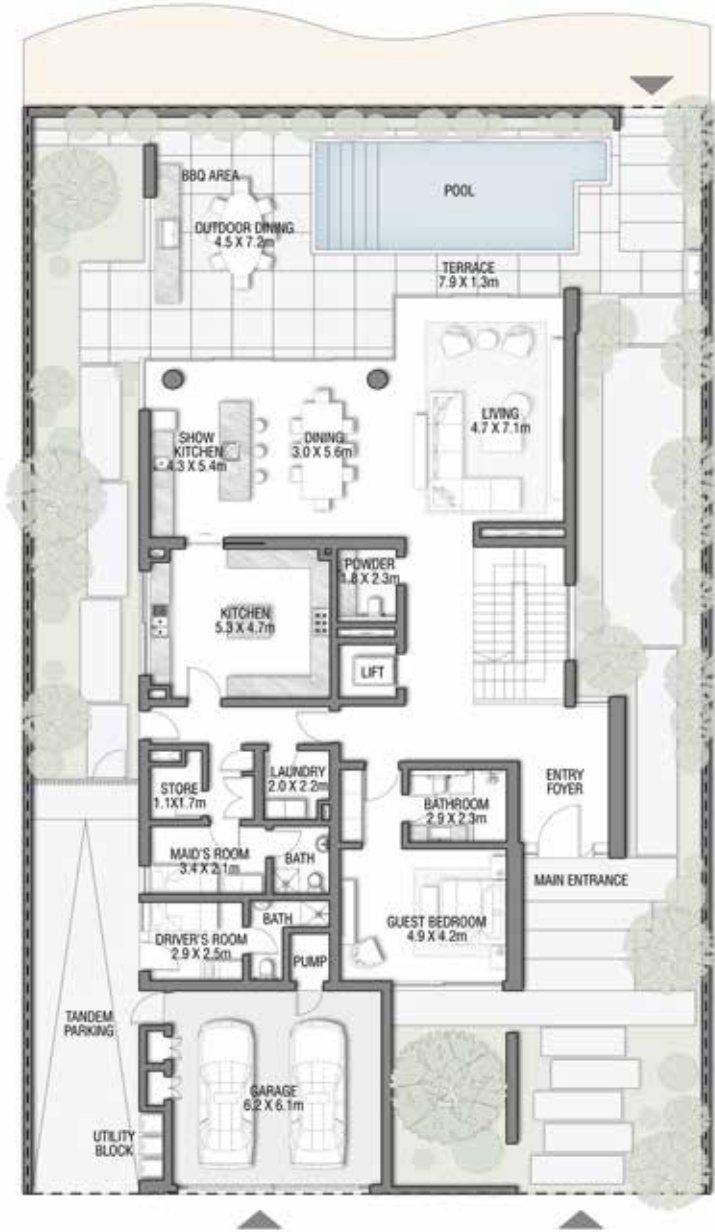 POOL
BBQ AREA
OUTDOOR DINING
4.5 X 7.2m
TERRACE
7.9 X 1.3m
LIVING
4.7 X 7.1m
SHOW
KITCHEN
4.3 X 5.4m
DINING
3.0 X 5.6m
POWDER
1.8 X 2.3m
KITCHEN
5.3 X 4.7m
LIFT
LAUNDRY
2.0 X 2.2m
STORE
1.1X1.7m
BATHROOM
2.9 X 2.3m
ENTRY
FOYER
MAID'S ROOM
3.4 X 2.1m
BATH
MAIN ENTRANCE
BATH
GUEST BEDROOM
4.9 X 4.2m
DRIVER'S ROOM
2.9 X 2.5m
PUMP
TANDEM
PARKING
GARAGE
6.2 X 6.1m
UTILITY
BLOCK